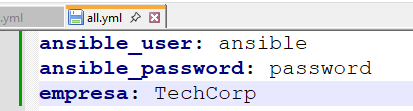 .yml
all.yml
ansible_user: ansible
ansible_password: password
empresa: TechCorp